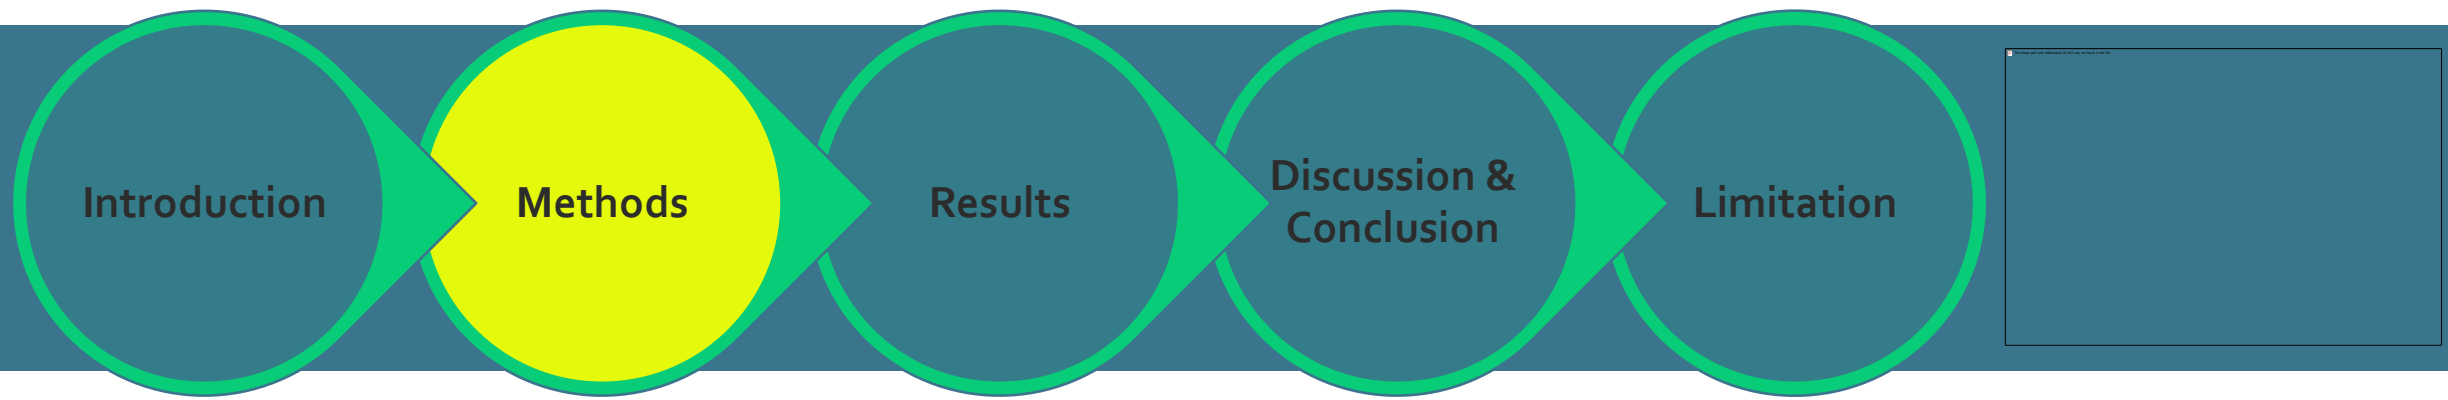 Introduction
Methods
Results
Discussion &
Conclusion
Limitation